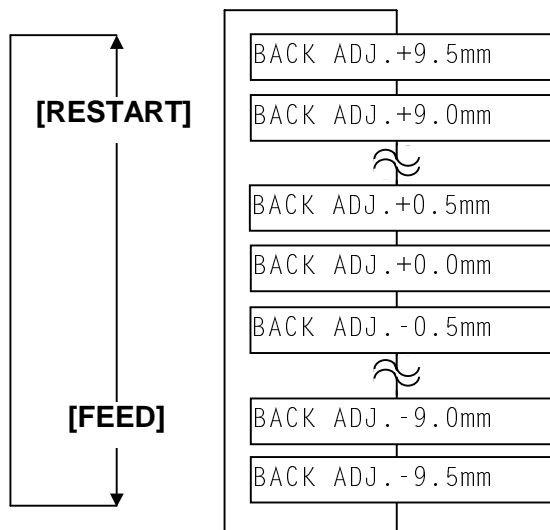 BACK ADJ.+9.5mm
[RESTART]
BACK ADJ.+9.0mm
BACK ADJ.+0.5mm
BACK ADJ.+0.0mm
BACK ADJ.-0.5mm
[FEED]
BACK ADJ.-9.0mm
BACK ADJ.-9.5mm